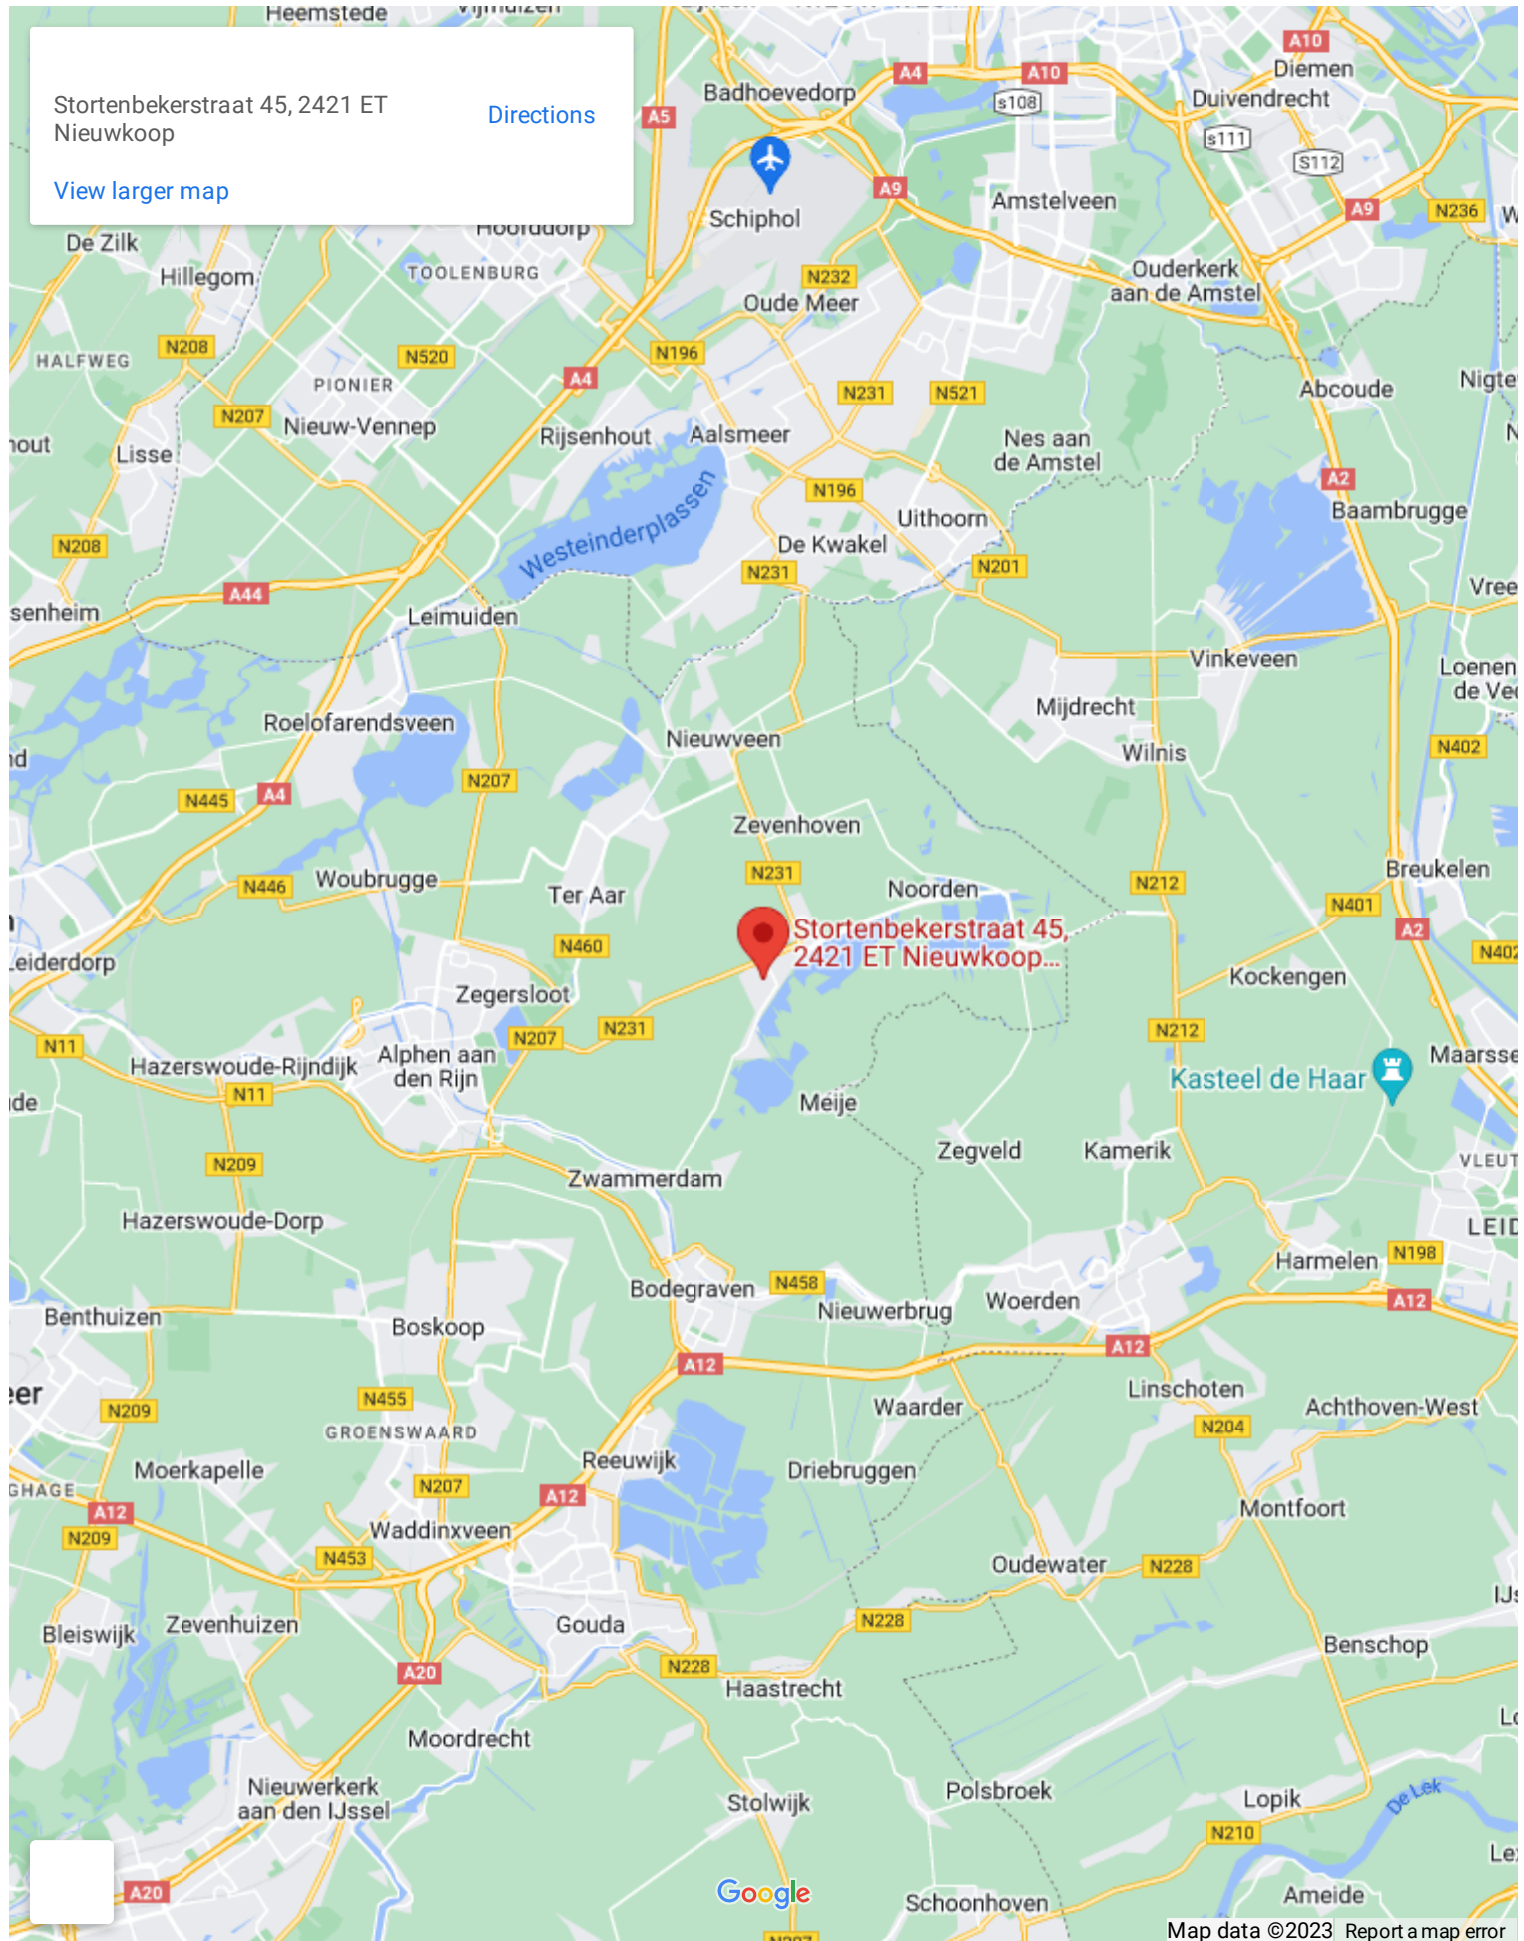 Heemstede
Stortenbekerstraat 45, 2421 ET
Nieuwkoop
Directions
View larger map
A10
A4
A10
Diemen
Badhoevedorp
s108
Duivendrecht
A5
s111
S112
A9
Amstelveen
A9
N236
Schiphol
Hoofddorp
De Zilk
Hillegom
TOOLENBURG
N232
Ouderkerk
aan de Amstel
Oude Meer
N208
N520
N196
HALFWEG
PIONIER
A4
N231
N521
Abcoude
N207
Nieuw-Vennep
Rijsenhout
Aalsmeer
Nes aan
de Amstel
Lisse
A2
Westeinderplassen
N196
Baambrugge
Uithoorn
N208
De Kwakel
N231
N201
A44
Leimuiden
Vinkeveen
Loenen
Roelofarendsveen
Mijdrecht
Nieuwveen
Wilnis
N402
N207
N445
A4
Zevenhoven
N231
Breukelen
N446
Woubrugge
Ter Aar
Noorden
N212
N401
A2
Stortenbekerstraat 45,
2421 ET Nieuwkoop...
N460
N402
Leiderdorp
Kockengen
Zegersloot
N231
N207
N212
N11
Hazerswoude-Rijndijk
Alphen aan
den Rijn
Kasteel de Haar
N11
Meije
Zegveld
Kamerik
N209
Zwammerdam
Hazerswoude-Dorp
N198
Harmelen
Bodegraven
N458
Nieuwerbrug
Woerden
A12
Benthuizen
Boskoop
A12
A12
N455
N209
Linschoten
Waarder
Achthoven-West
N204
GROENSWAARD
Reeuwijk
Moerkapelle
Driebruggen
N207
A12
A12
Montfoort
N209
Waddinxveen
N453
Oudewater
N228
Zevenhuizen
Gouda
N228
Bleiswijk
Benschop
N228
A20
Haastrecht
Moordrecht
Nieuwerkerk
aan den IJssel
Polsbroek
Stolwijk
Lopik
De Lek
N210
A20
Google
Schoonhoven
Ameide
Map data ©2023
Report a map error